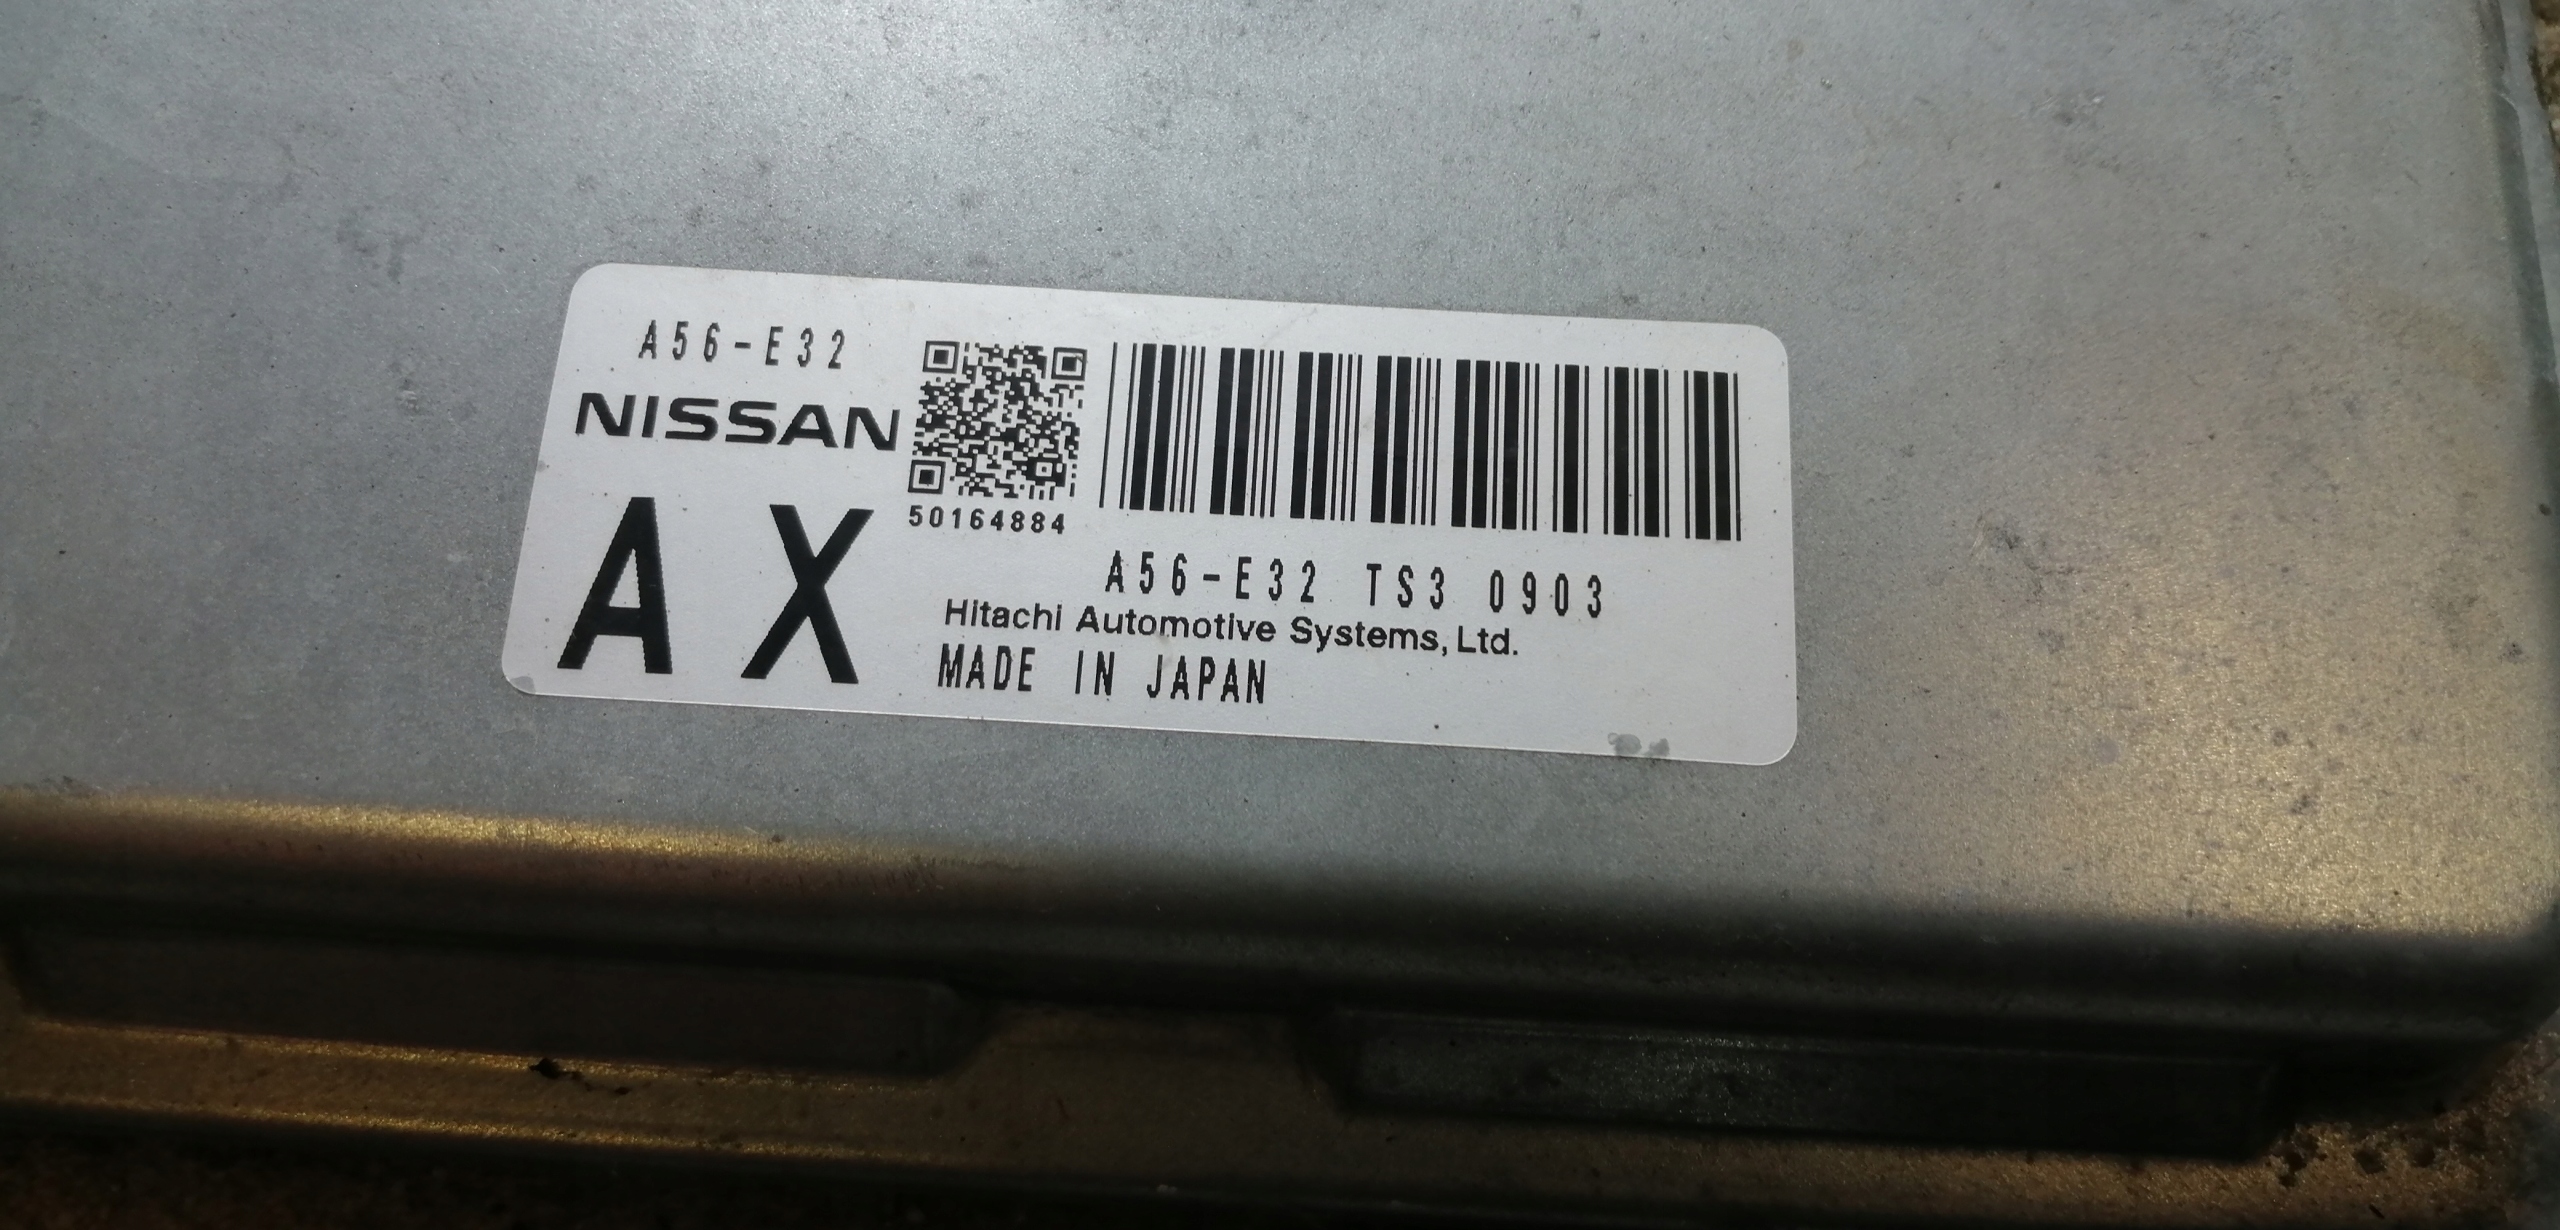 A56-E32
NISSAN
AX
50164884
A56-E32 TS3 0903
Hitachi Automotive Systems, Ltd.
MADE IN JAPAN